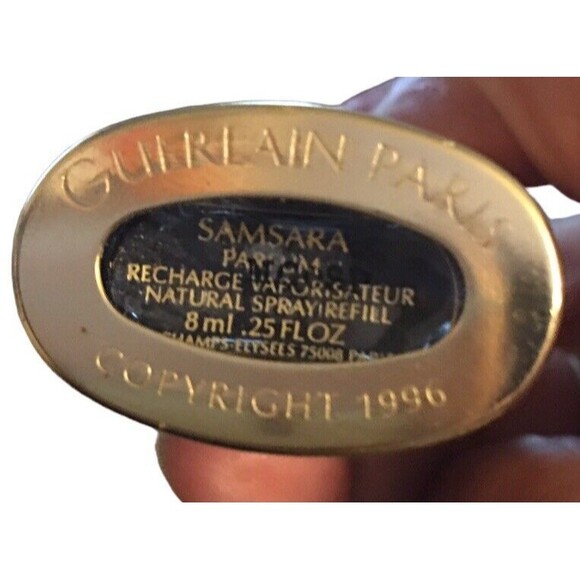 GUERLAIN PARIS
SAMSARA
PARFUM
RECHARGE VAPORISATEUR
NATURAL SPRAY/REFILL
8 ml .25 FL OZ
CHAMPS-ELYSEES 75008 PARIS
COPYRIGHT 1996